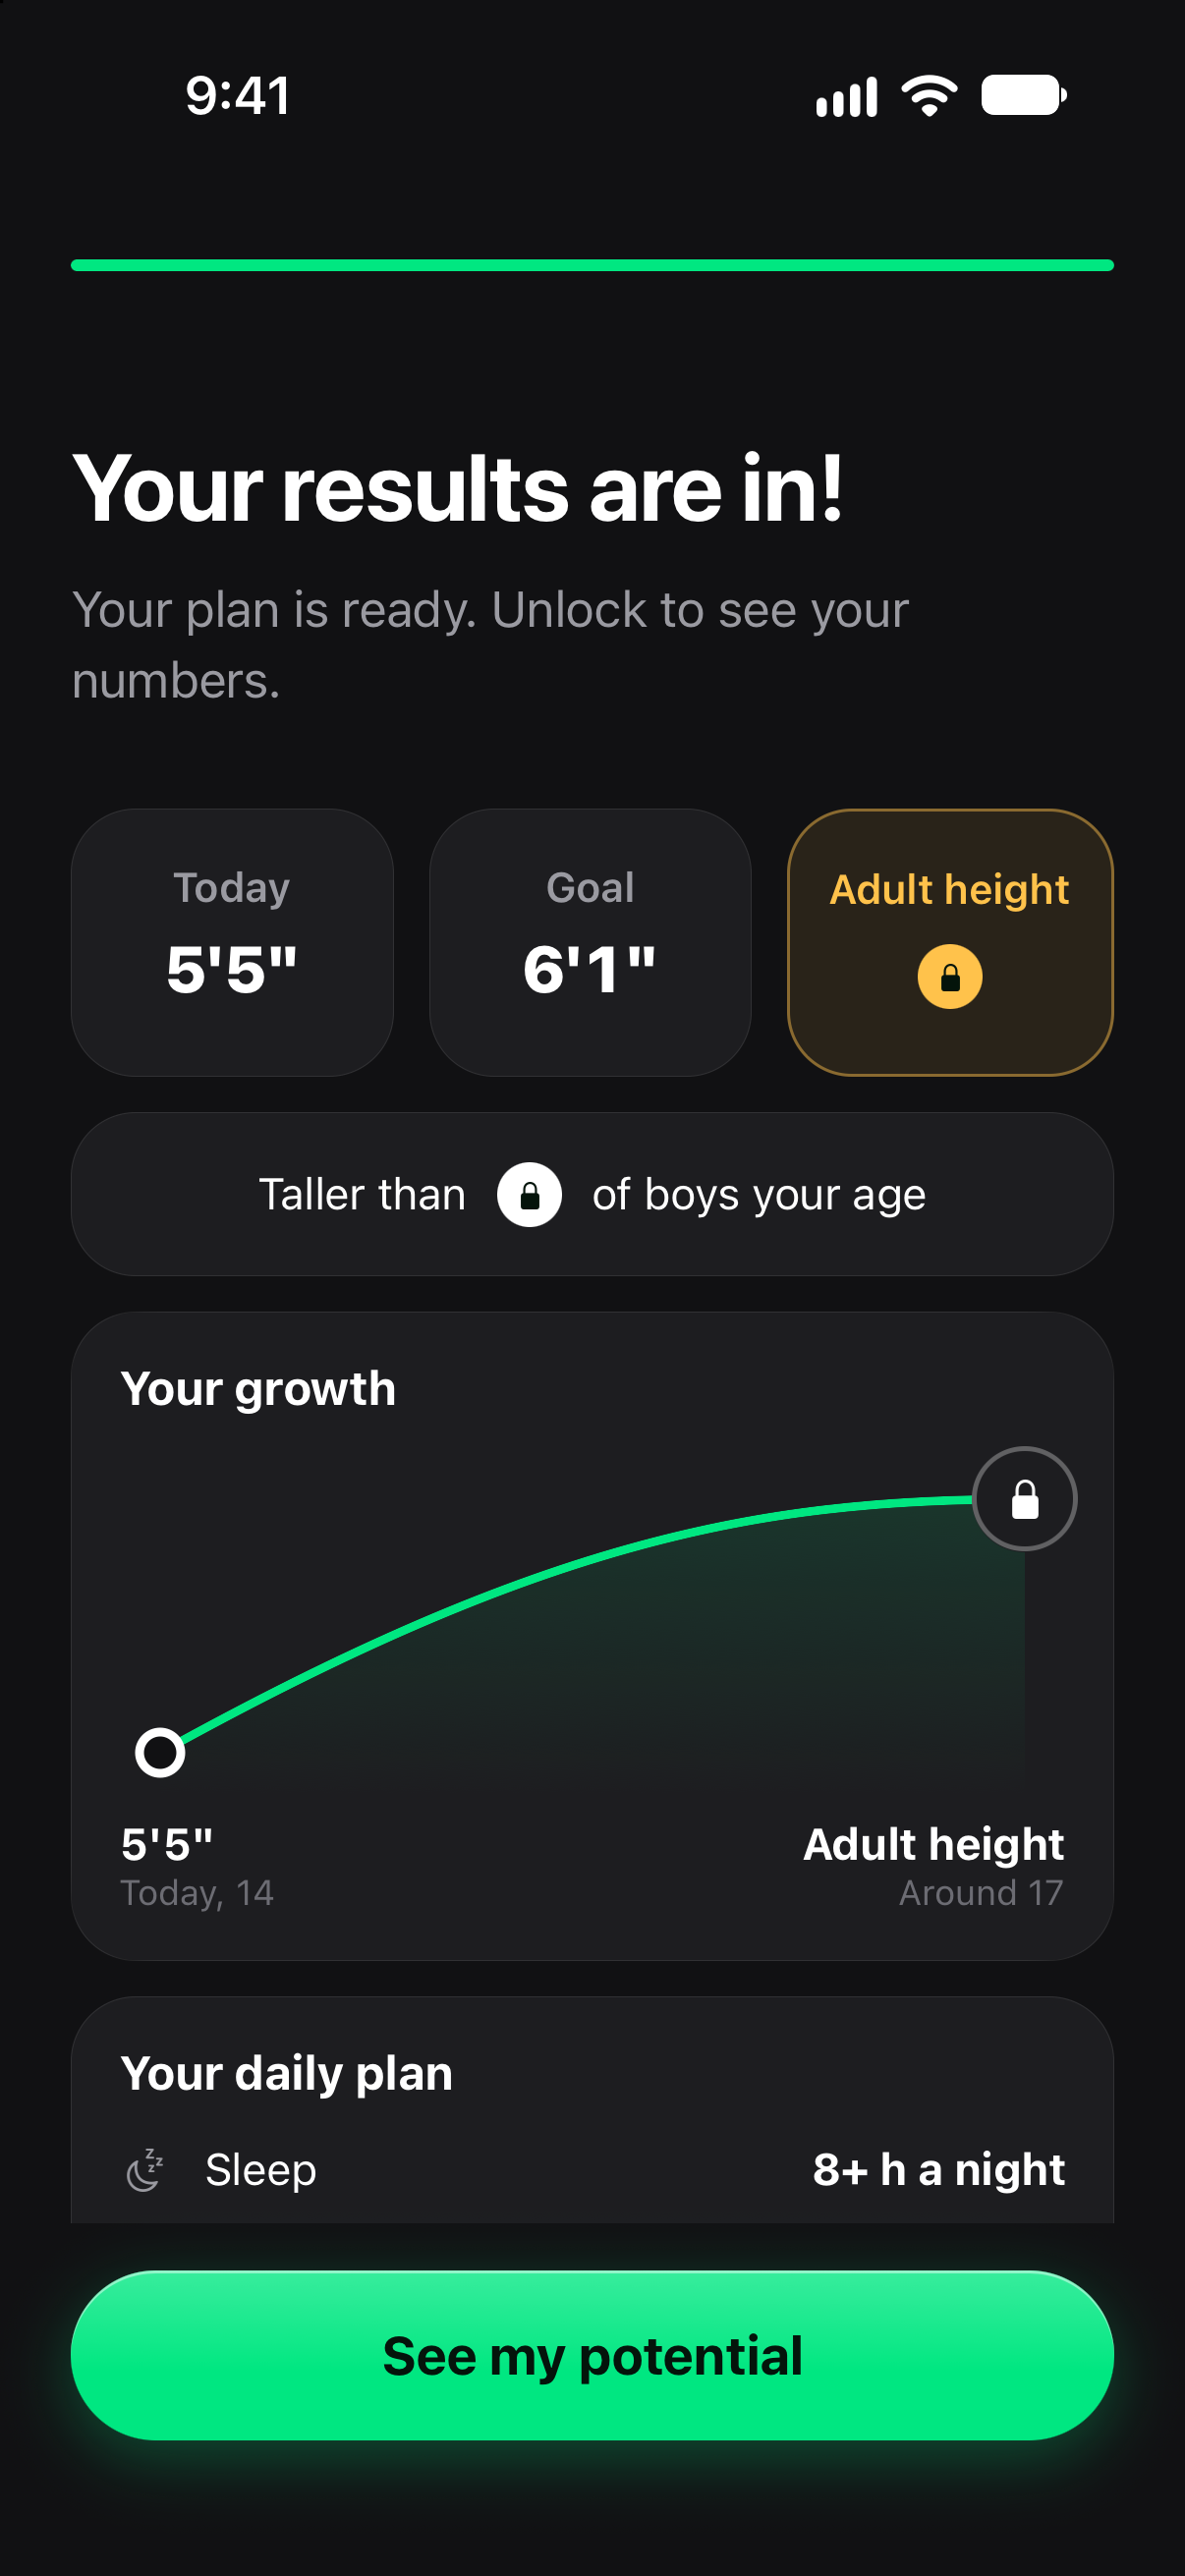 9:41
Your results are in!
Your plan is ready. Unlock to see your
numbers.
Today
5'5"
Goal
6'1"
Adult height
Taller than of boys your age
Your growth
5'5"
Today, 14
Adult height
Around 17
Your daily plan
Sleep
8+ h a night
See my potential